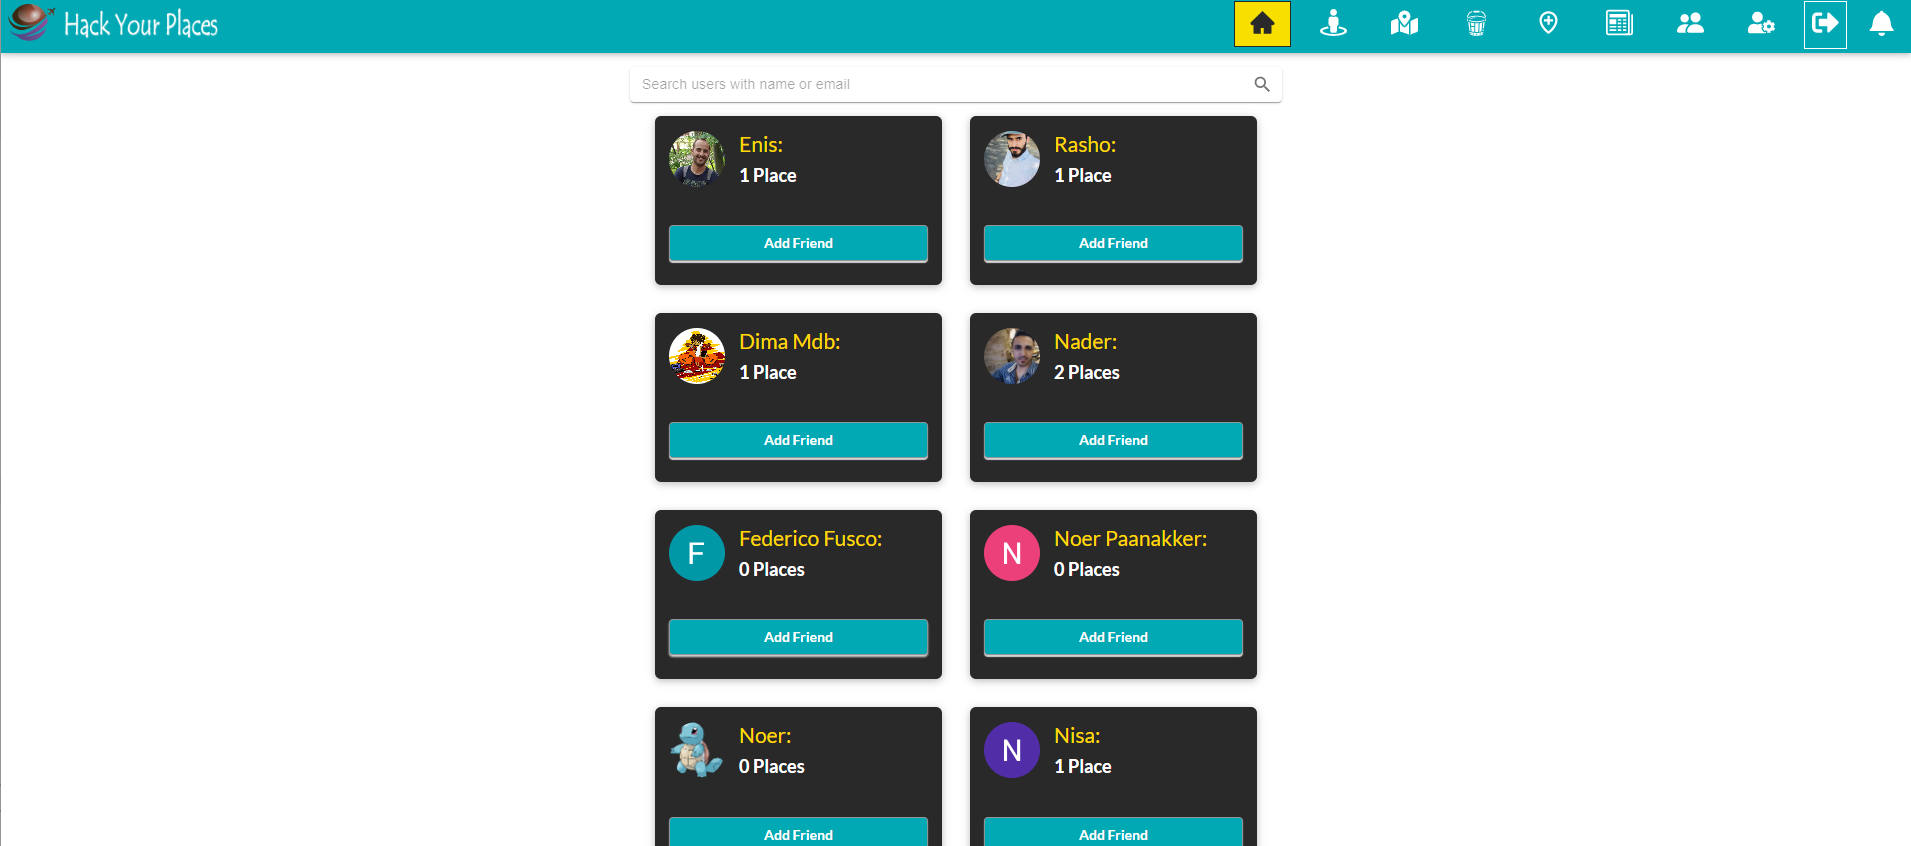 Hack Your Places
Search users with name or email
Enis:
1 Place
Add Friend
Rasho:
1 Place
Add Friend
Dima Mdb:
1 Place
Add Friend
Nader:
2 Places
Add Friend
F
Federico Fusco:
0 Places
Add Friend
N
Noer Paanakker:
0 Places
Add Friend
Noer:
0 Places
Add Friend
N
Nisa:
1 Place
Add Friend